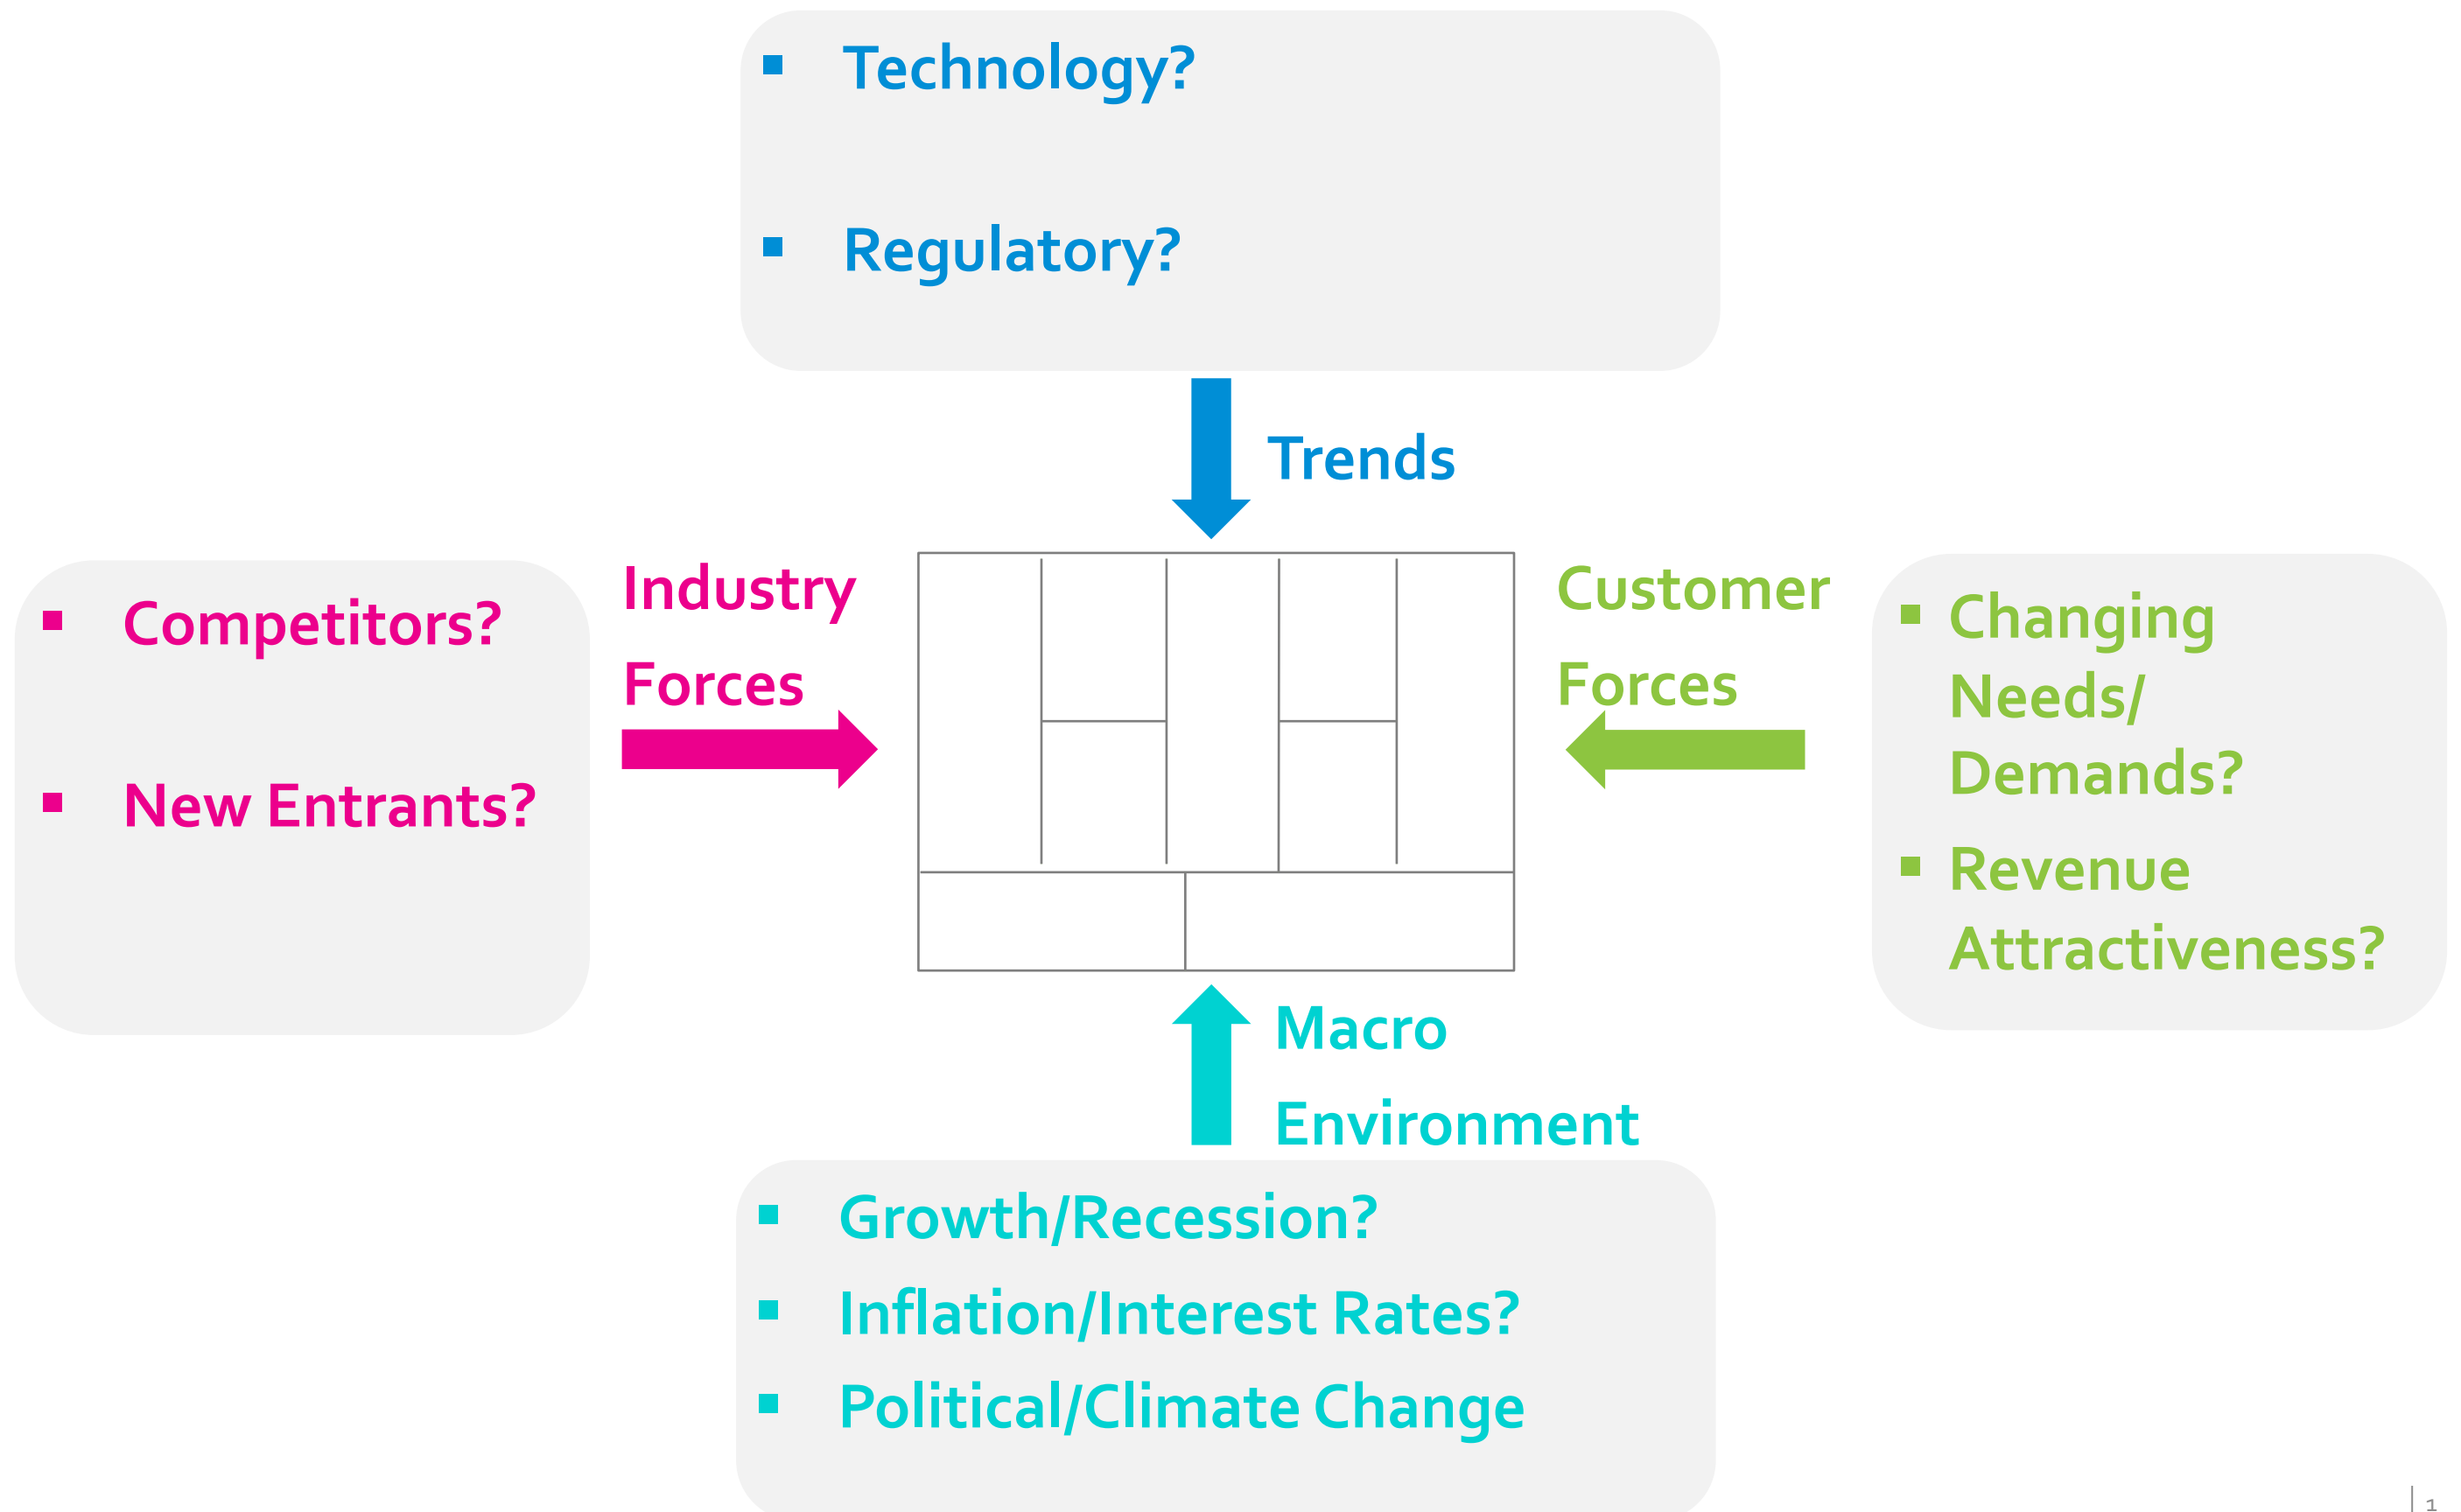 Technology?
Regulatory?
Trends
Industry
Forces
Competitors?
New Entrants?
Customer
Forces
Changing
Needs/
Demands?
Revenue
Attractiveness?
Macro
Environment
Growth/Recession?
Inflation/Interest Rates?
Political/Climate Change
1